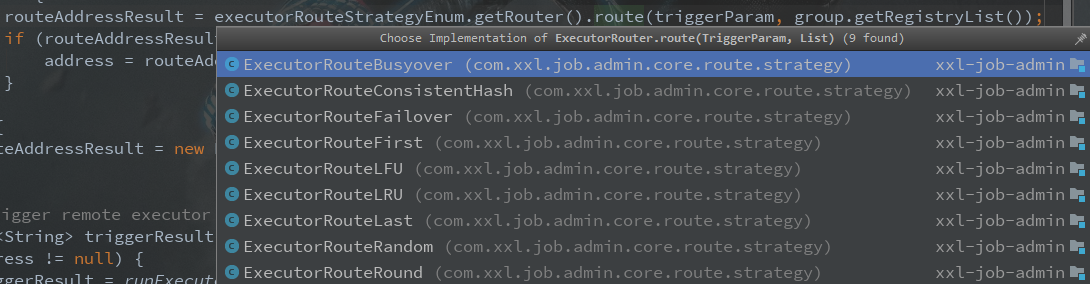 routeAddressResult = executorRouteStrategyEnum.getRouter().route(triggerParam, group.getRegistryList());
if (routeAddressResult
Choose Implementation of ExecutorRouter.route(TriggerParam, List) (9 found)
address = routeAd
}
ExecutorRouteBusyover (com.xxl.job.admin.core.route.strategy) xxl-job-admin
ExecutorRouteConsistentHash (com.xxl.job.admin.core.route.strategy) xxl-job-admin
ExecutorRouteFailover (com.xxl.job.admin.core.route.strategy) xxl-job-admin
{
ExecutorRouteFirst (com.xxl.job.admin.core.route.strategy) xxl-job-admin
teAddressResult = new
ExecutorRouteLFU (com.xxl.job.admin.core.route.strategy) xxl-job-admin
ExecutorRouteLRU (com.xxl.job.admin.core.route.strategy) xxl-job-admin
igger remote executor
ExecutorRouteLast (com.xxl.job.admin.core.route.strategy) xxl-job-admin
<String> triggerResult
ExecutorRouteRandom (com.xxl.job.admin.core.route.strategy) xxl-job-admin
ress != null) {
ExecutorRouteRound (com.xxl.job.admin.core.route.strategy) xxl-job-admin
ggerResult = runExecut